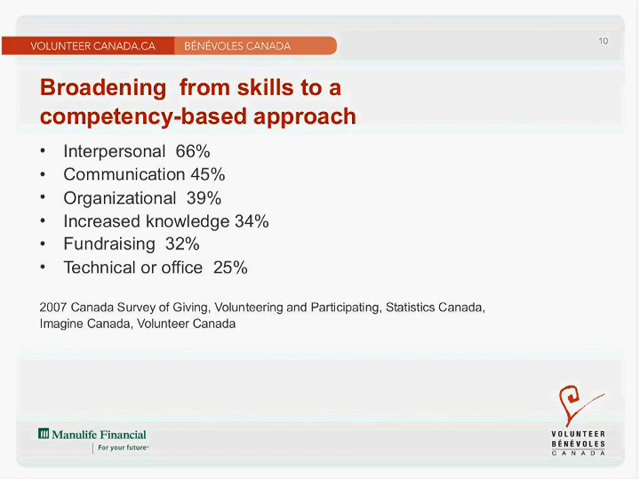 VOLUNTEER CANADA.CA BÉNÉVOLES CANADA
10
Broadening from skills to a
competency-based approach
• Interpersonal 66%
• Communication 45%
• Organizational 39%
• Increased knowledge 34%
• Fundraising 32%
• Technical or office 25%
2007 Canada Survey of Giving, Volunteering and Participating, Statistics Canada,
Imagine Canada, Volunteer Canada
Manulife Financial
For your future™
VOLUNTEER
BÉNÉVOLES
CANADA